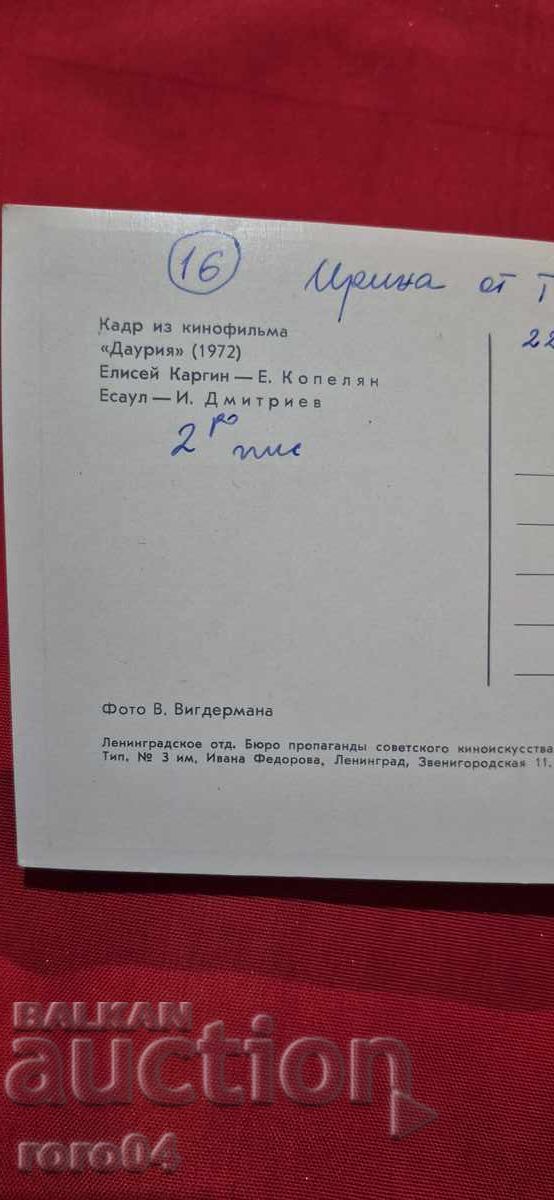 16
Ирина от Т
22
Кадр из кинофильма
«Даурия» (1972)
Елисей Каргин — Е. Копелян
Есаул — И. Дмитриев
2ро пис
Фото В. Вигдермана
Ленинградское отд. Бюро пропаганды советского киноискусства
Тип. № 3 им. Ивана Федорова, Ленинград, Звенигородская 11.
BALKAN
auction
roro04